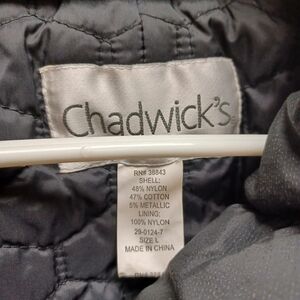 Chadwick's
RN# 38843
SHELL:
48% NYLON
47% COTTON
5% METALLIC
LINING:
100% NYLON
29-0124-7
SIZE L
MADE IN CHINA